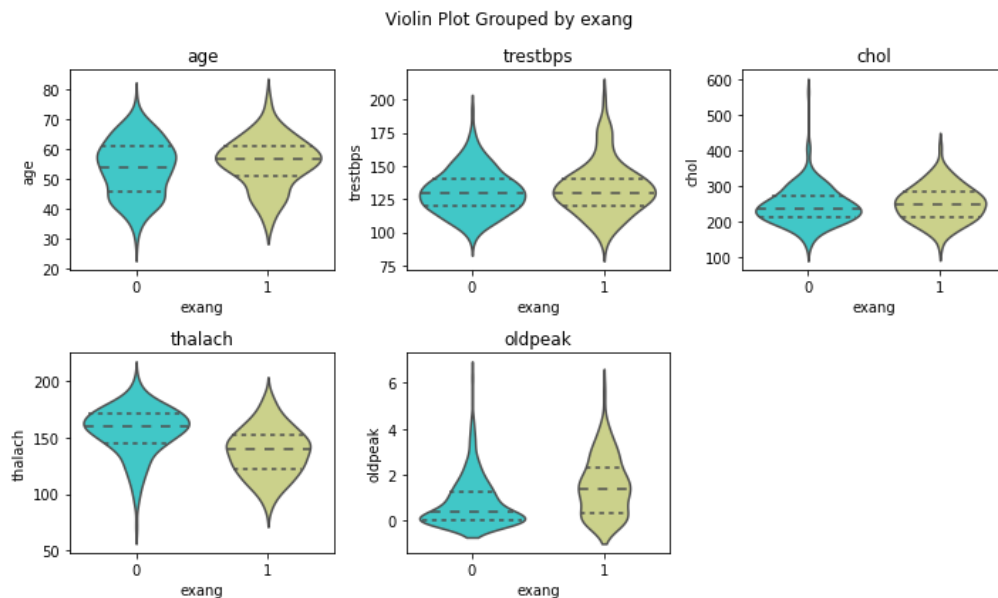 Violin Plot Grouped by exang
age
80
70
60
50
40
30
20
age
0
1
exang
trestbps
200
175
150
125
100
75
trestbps
0
1
exang
chol
600
500
400
300
200
100
chol
0
1
exang
thalach
200
150
100
50
thalach
0
1
exang
oldpeak
6
4
2
0
oldpeak
0
1
exang